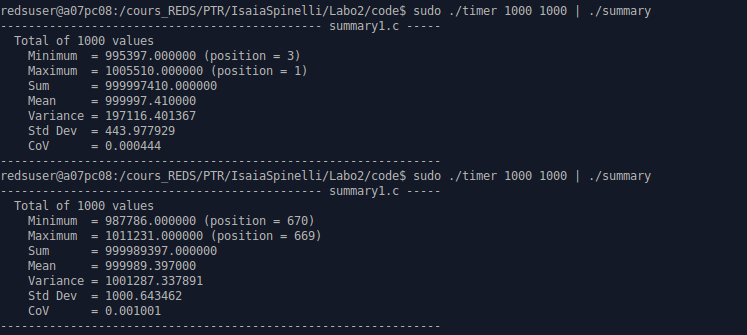 redsuser@a07pc08:/cours_REDS/PTR/IsaiaSpinelli/Labo2/code$ sudo ./timer 1000 1000 | ./summary
---------------------------------------------- summary1.c -----
  Total of 1000 values
    Minimum  = 995397.000000 (position = 3)
    Maximum  = 1005510.000000 (position = 1)
    Sum      = 999997410.000000
    Mean     = 999997.410000
    Variance = 197116.401367
    Std Dev  = 443.977929
    CoV      = 0.000444
---------------------------------------------------------------
redsuser@a07pc08:/cours_REDS/PTR/IsaiaSpinelli/Labo2/code$ sudo ./timer 1000 1000 | ./summary
---------------------------------------------- summary1.c -----
  Total of 1000 values
    Minimum  = 987786.000000 (position = 670)
    Maximum  = 1011231.000000 (position = 669)
    Sum      = 999989397.000000
    Mean     = 999989.397000
    Variance = 1001287.337891
    Std Dev  = 1000.643462
    CoV      = 0.001001
---------------------------------------------------------------